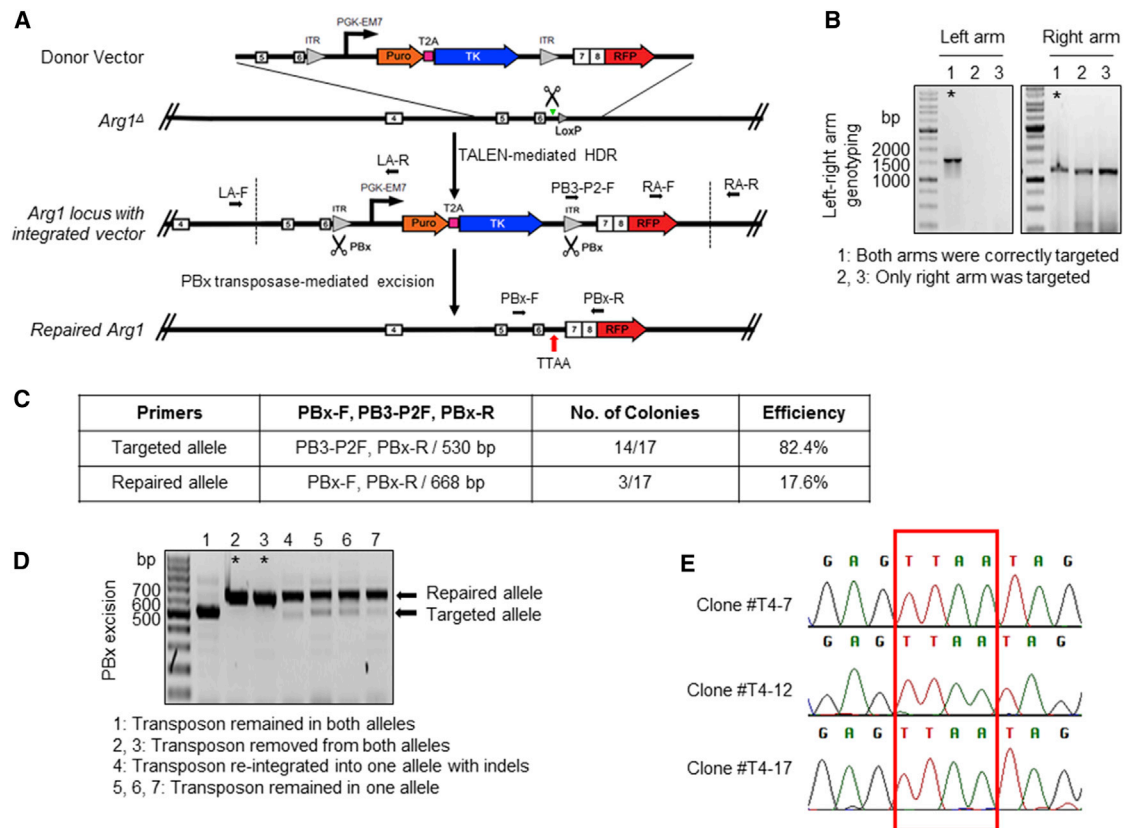 A
Donor Vector
PGK-EM7
5
6
ITR
Puro
T2A
TK
ITR
7
8
RFP
Arg1Δ
4
5
6
LoxP
TALEN-mediated HDR
LA-F
LA-R
PB3-P2-F
RA-F
RA-R
Arg1 locus with
integrated vector
PGK-EM7
4
5
6
ITR
Puro
T2A
TK
ITR
7
8
RFP
PBx
PBx
PBx transposase-mediated excision
PBx-F
PBx-R
Repaired Arg1
4
5
6
7
8
RFP
TTAA
B
Left arm
Right arm
1 2 3
1 2 3
*
*
bp
2000
1500
1000
Left-right arm
genotyping
1: Both arms were correctly targeted
2, 3: Only right arm was targeted
C
Primers PBx-F, PB3-P2F, PBx-R No. of Colonies Efficiency
Targeted allele PB3-P2F, PBx-R / 530 bp 14/17 82.4%
Repaired allele PBx-F, PBx-R / 668 bp 3/17 17.6%
D
1 2 3 4 5 6 7
* *
bp
700
600
500
PBx excision
Repaired allele
Targeted allele
1: Transposon remained in both alleles
2, 3: Transposon removed from both alleles
4: Transposon re-integrated into one allele with indels
5, 6, 7: Transposon remained in one allele
E
G A G T T A A T A G
Clone #T4-7
G A G T T A A T A G
Clone #T4-12
G A G T T A A T A G
Clone #T4-17